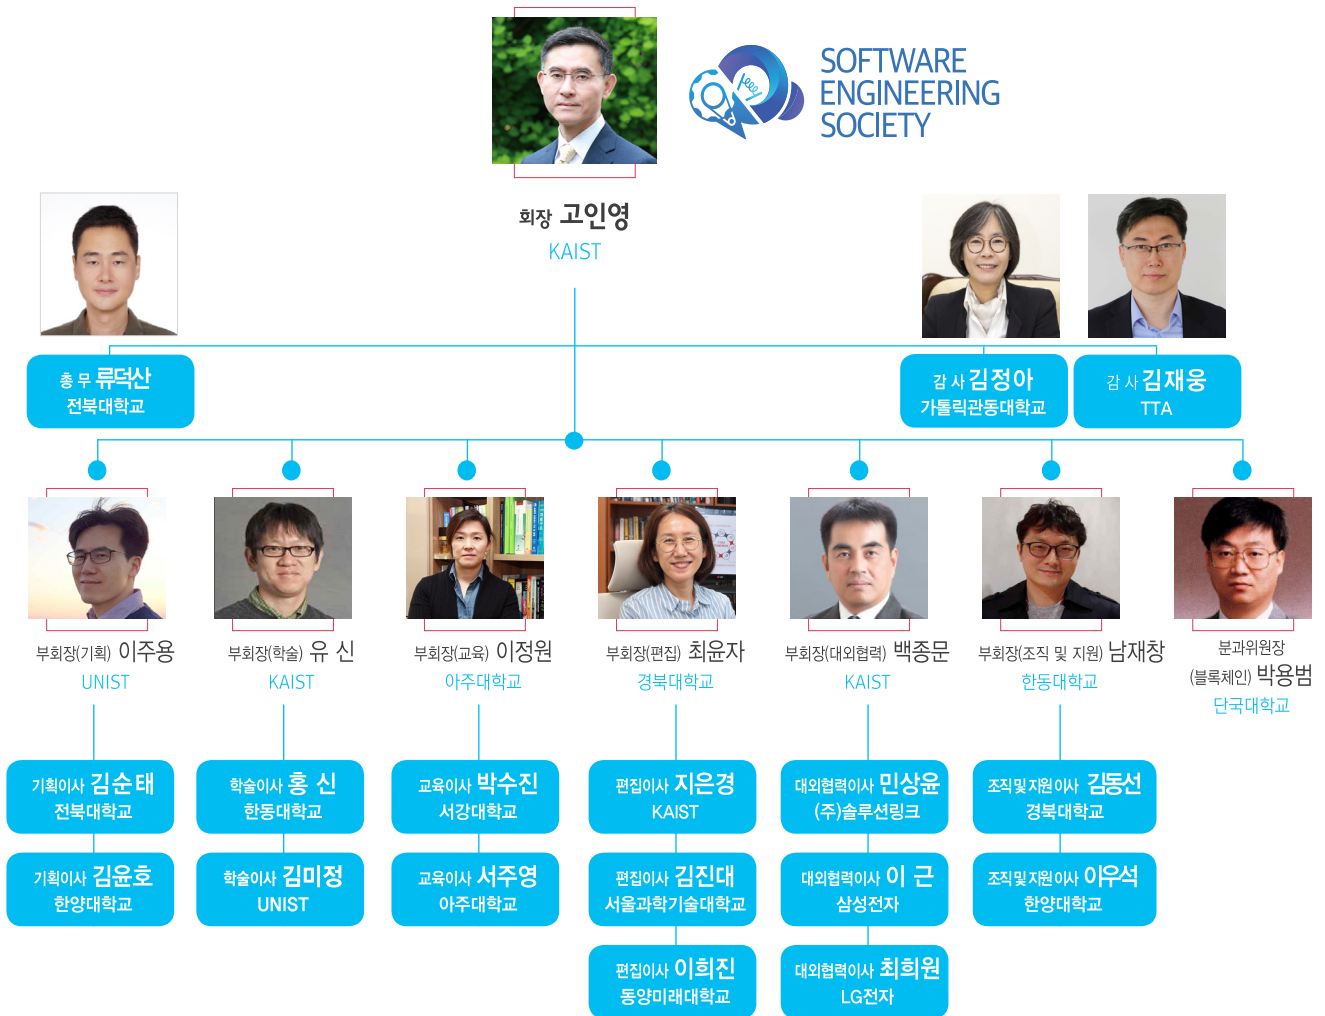 SOFTWARE
ENGINEERING
SOCIETY
회장 고인영
KAIST
총 무 류덕산
전북대학교
감 사 김정아
가톨릭관동대학교
감 사 김재웅
TTA
부회장(기획) 이주용
UNIST
부회장(학술) 유 신
KAIST
부회장(교육) 이정원
아주대학교
부회장(편집) 최윤자
경북대학교
부회장(대외협력) 백종문
KAIST
부회장(조직 및 지원) 남재창
한동대학교
분과위원장
(블록체인) 박용범
단국대학교
기획이사 김순태
전북대학교
학술이사 홍 신
한동대학교
교육이사 박수진
서강대학교
편집이사 지은경
KAIST
대외협력이사 민상윤
(주)솔루션링크
조직및지원이사 김동선
경북대학교
기획이사 김윤호
한양대학교
학술이사 김미정
UNIST
교육이사 서주영
아주대학교
편집이사 김진대
서울과학기술대학교
대외협력이사 이 근
삼성전자
조직및지원이사 이우석
한양대학교
편집이사 이희진
동양미래대학교
대외협력이사 최희원
LG전자